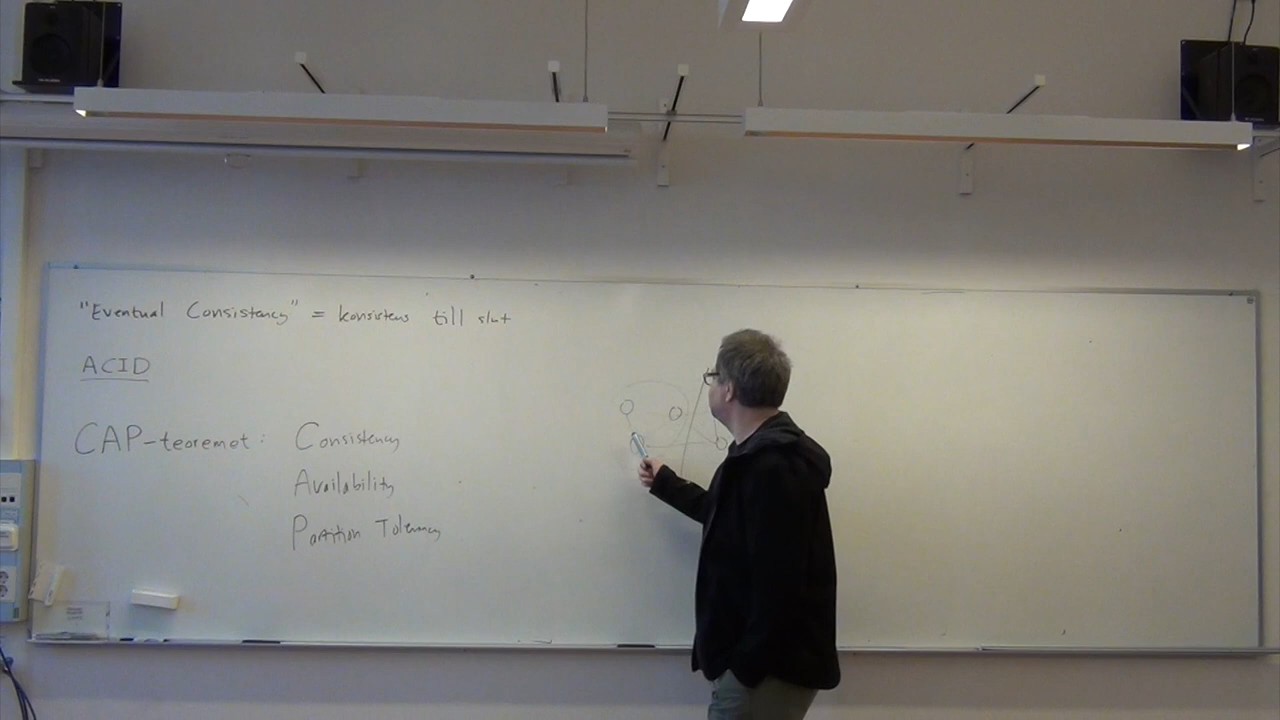 "Eventual Consistency" = konsistens till slut
ACID
CAP-teoremet: Consistency
Availability
Partition Tolerancy